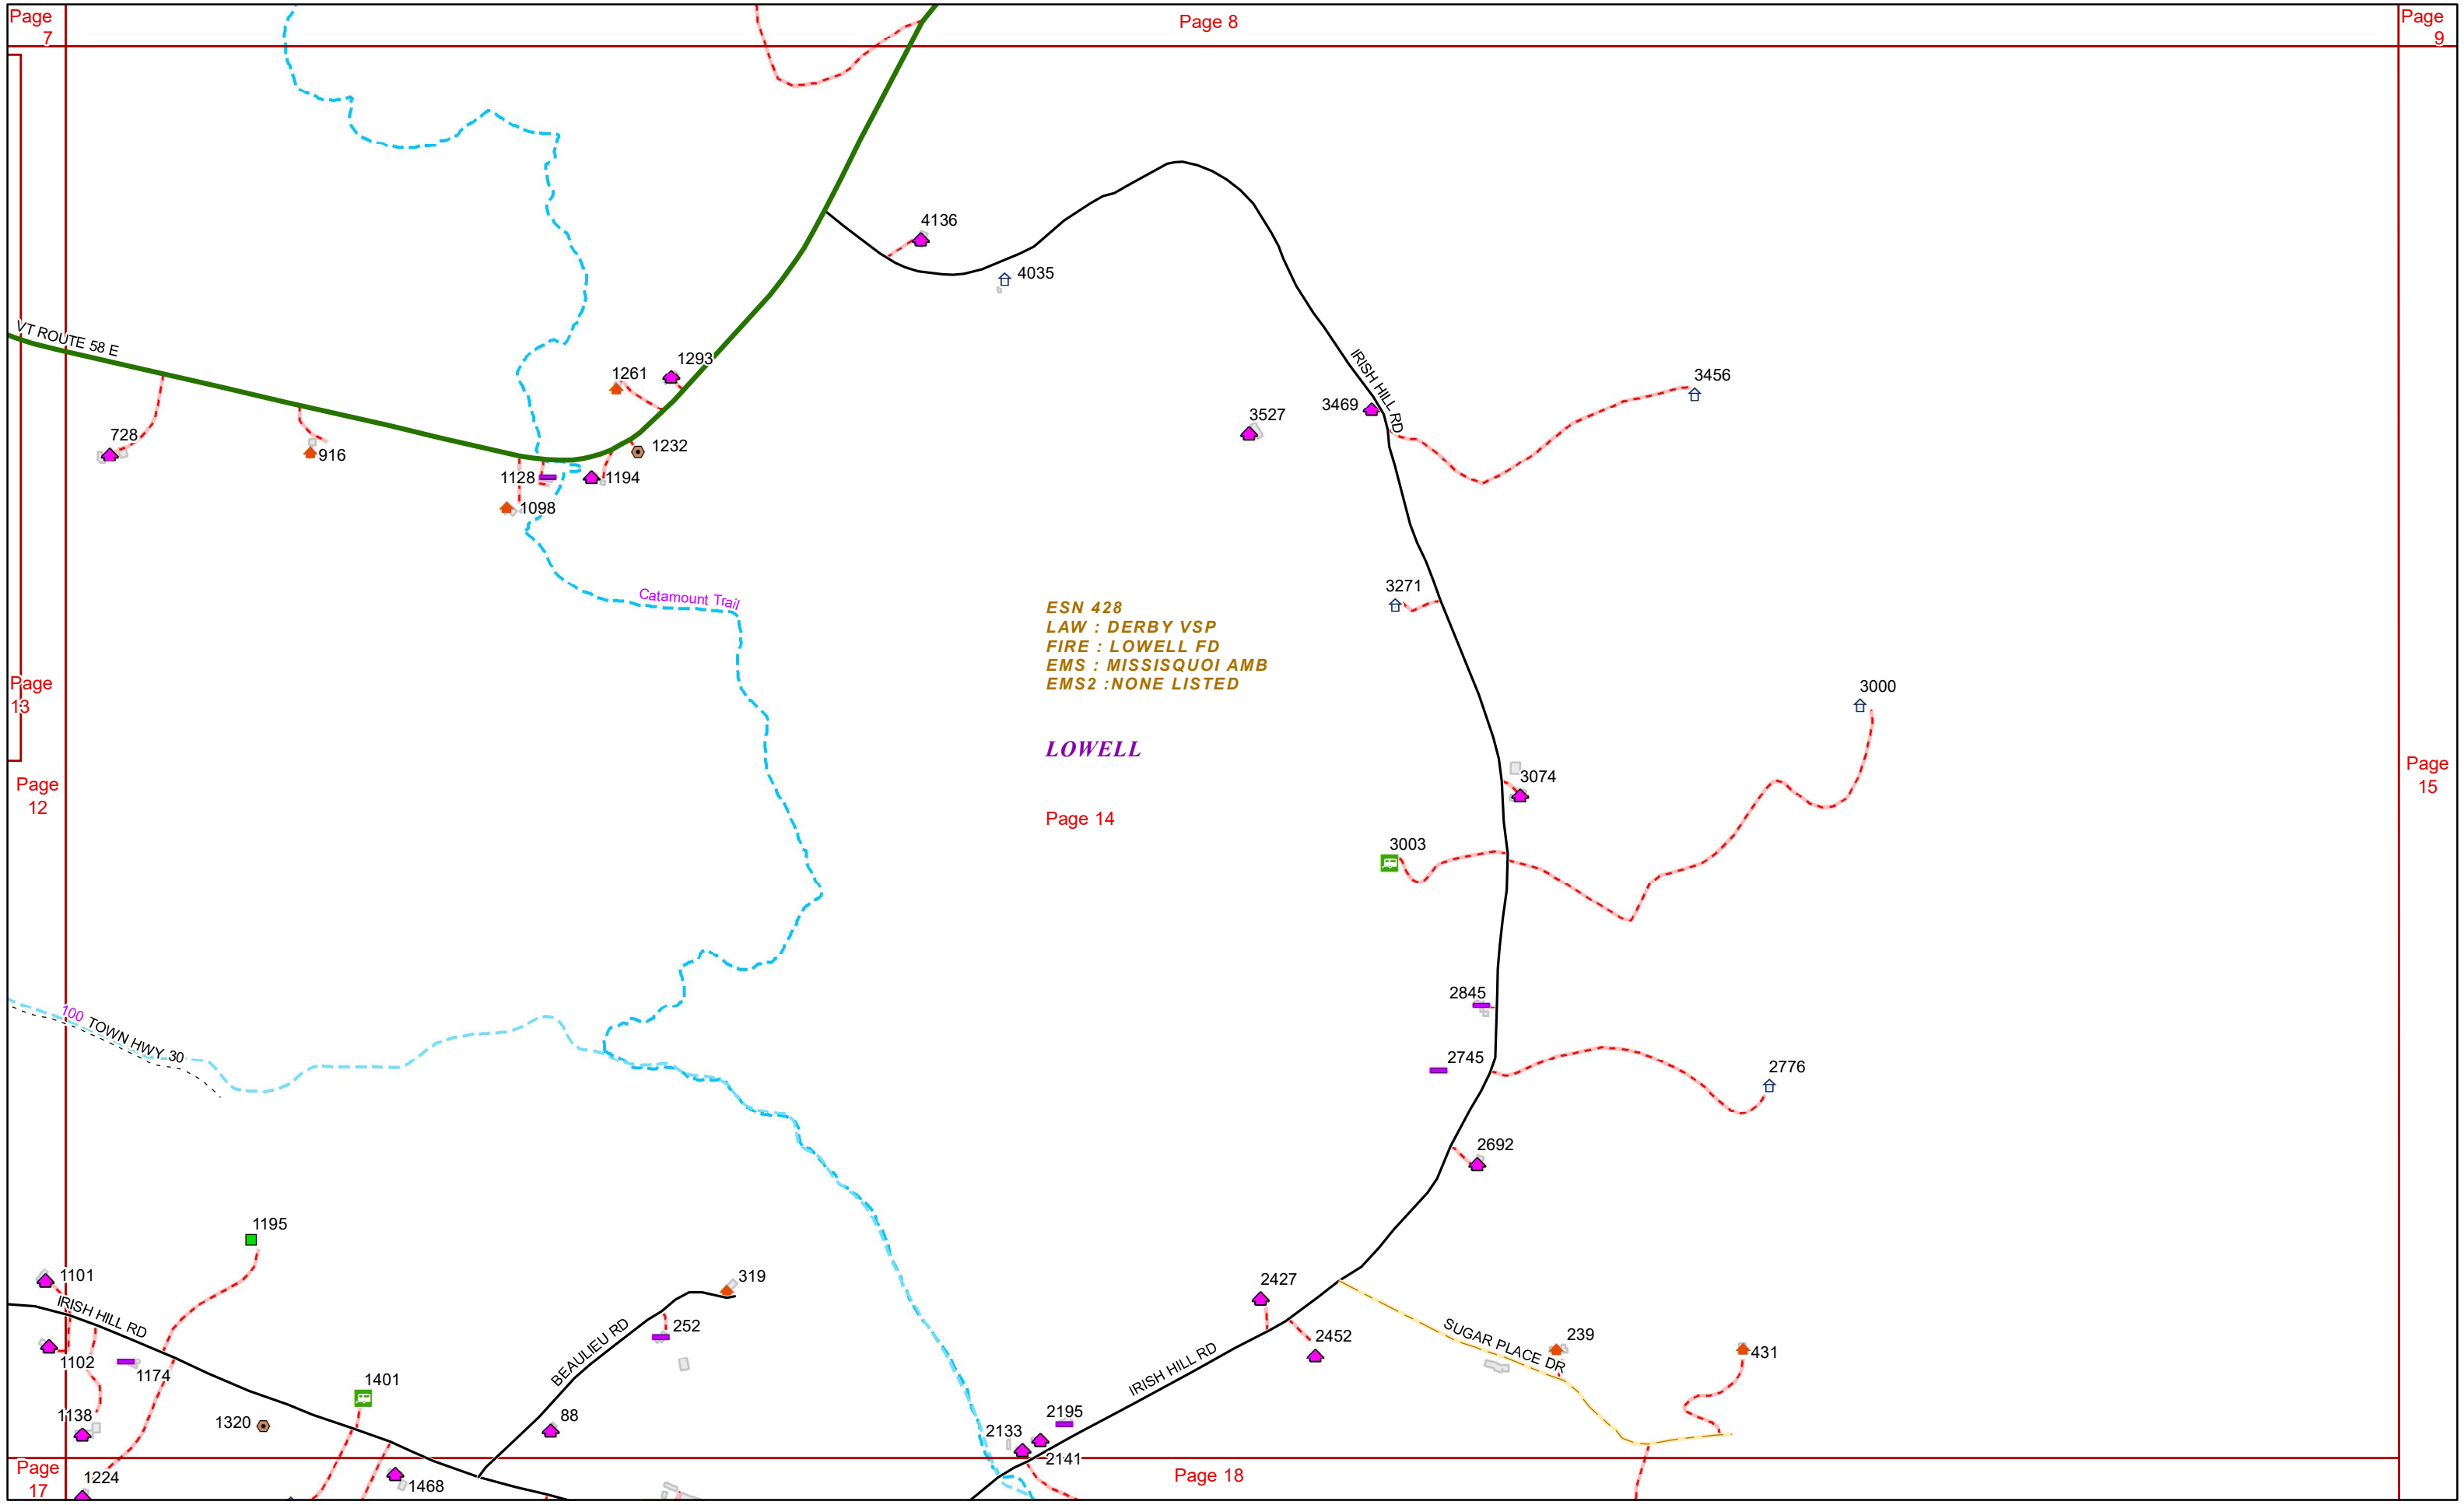 Page
7
Page 8
Page
9
4136
4035
VT ROUTE 58 E
1293
1261
IRISH HILL RD
3456
3469
3527
728
916
1232
1128
1194
1098
3271
Catamount Trail
ESN 428
LAW : DERBY VSP
FIRE : LOWELL FD
EMS : MISSISQUOI AMB
EMS2 :NONE LISTED
Page
13
3000
LOWELL
Page
12
3074
Page
15
Page 14
3003
2845
100
TOWN HWY 30
2745
2776
2692
1195
1101
319
2427
IRISH HILL RD
252
BEAULIEU RD
2452
SUGAR PLACE DR
239
431
1102
1174
IRISH HILL RD
1401
1138
1320
88
2195
2133
2141
Page
17
1224
1468
Page 18